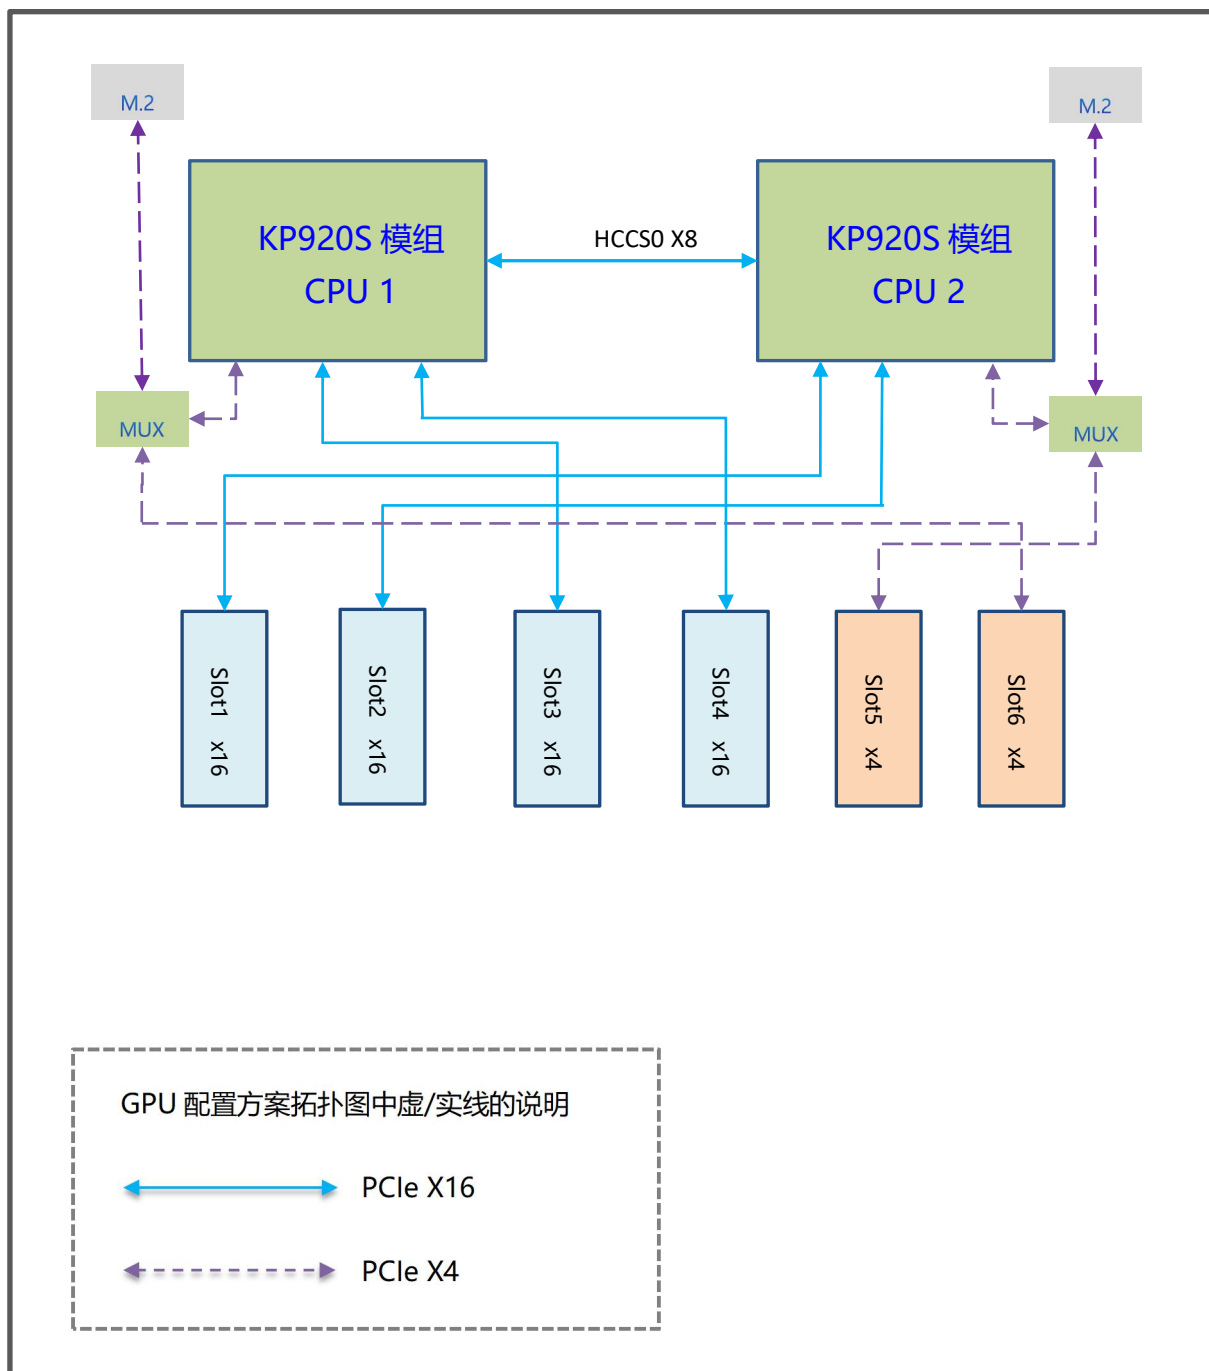 M.2
M.2
KP920S 模组
CPU 1
HCCS0 X8
KP920S 模组
CPU 2
MUX
MUX
Slot1 x16
Slot2 x16
Slot3 x16
Slot4 x16
Slot5 x4
Slot6 x4
GPU 配置方案拓扑图中虚/实线的说明
PCIe X16
PCIe X4